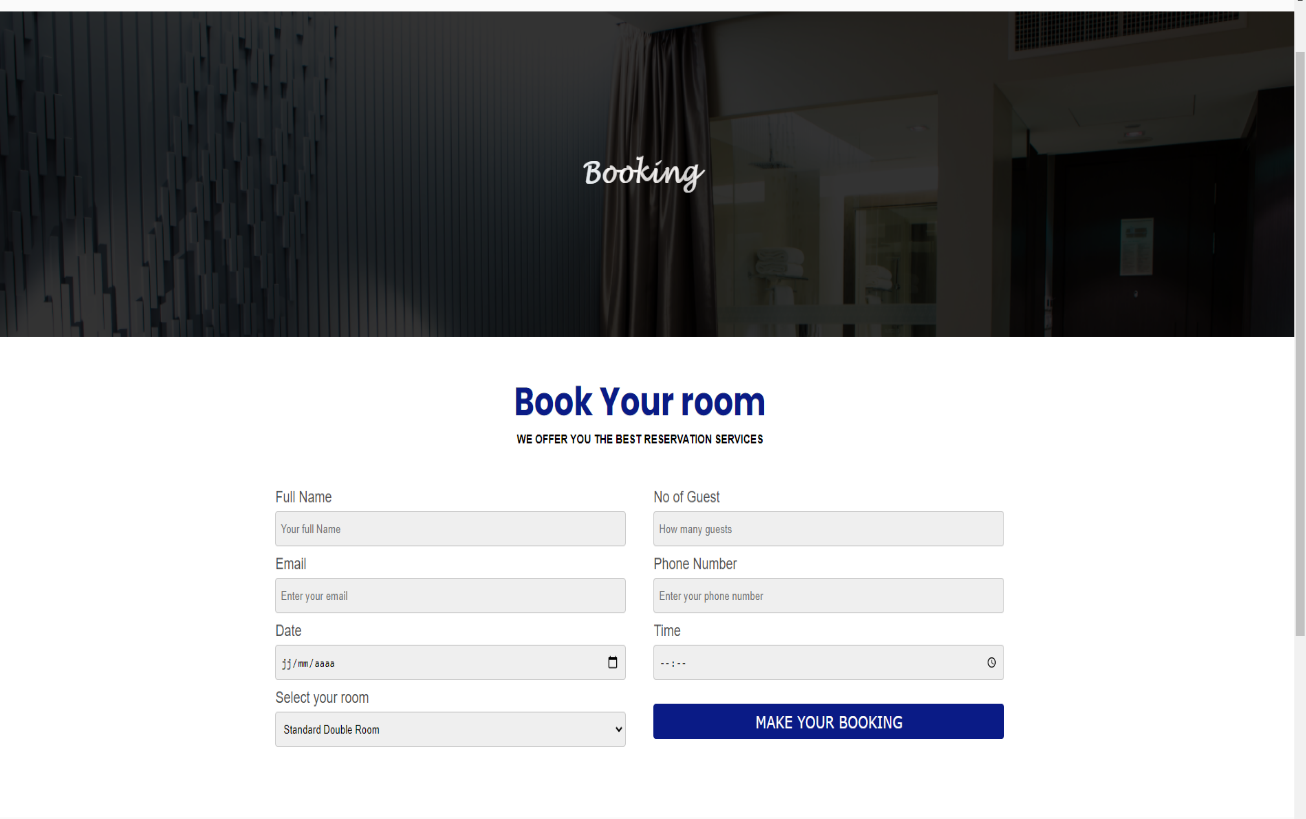 Booking
Book Your room
WE OFFER YOU THE BEST RESERVATION SERVICES
Full Name
No of Guest
Your full Name
How many guests
Email
Phone Number
Enter your email
Enter your phone number
Date
Time
jj/mm/aaaa
--:--
Select your room
Standard Double Room
MAKE YOUR BOOKING